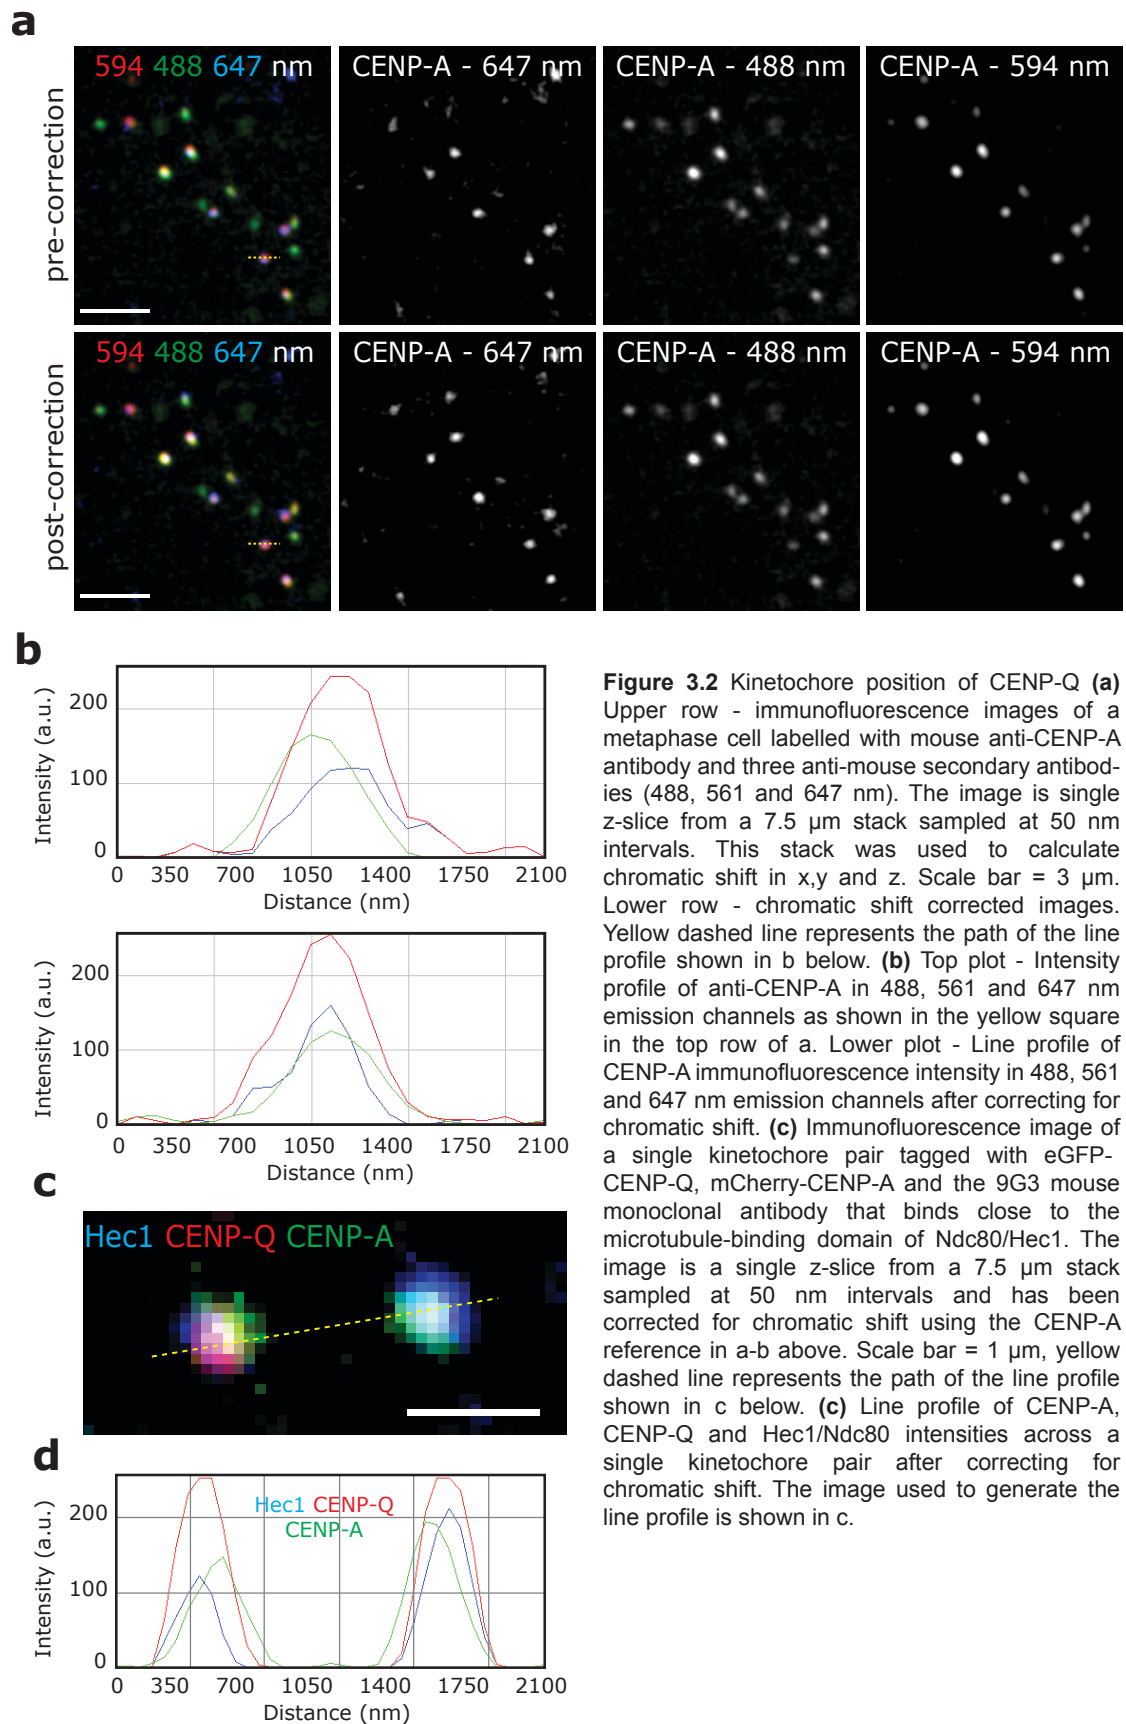 a
pre-correction
594 488 647 nm
CENP-A - 647 nm
CENP-A - 488 nm
CENP-A - 594 nm
post-correction
594 488 647 nm
CENP-A - 647 nm
CENP-A - 488 nm
CENP-A - 594 nm
b
Intensity (a.u.)
200
100
0
0 350 700 1050 1400 1750 2100
Distance (nm)
Intensity (a.u.)
200
100
0
0 350 700 1050 1400 1750 2100
Distance (nm)
c
Hec1 CENP-Q CENP-A
d
Intensity (a.u.)
200
100
0
Hec1 CENP-Q
CENP-A
0 350 700 1050 1400 1750 2100
Distance (nm)
Figure 3.2 Kinetochore position of CENP-Q (a)
Upper row - immunofluorescence images of a
metaphase cell labelled with mouse anti-CENP-A
antibody and three anti-mouse secondary antibod-
ies (488, 561 and 647 nm). The image is single
z-slice from a 7.5 µm stack sampled at 50 nm
intervals. This stack was used to calculate
chromatic shift in x,y and z. Scale bar = 3 µm.
Lower row - chromatic shift corrected images.
Yellow dashed line represents the path of the line
profile shown in b below. (b) Top plot - Intensity
profile of anti-CENP-A in 488, 561 and 647 nm
emission channels as shown in the yellow square
in the top row of a. Lower plot - Line profile of
CENP-A immunofluorescence intensity in 488, 561
and 647 nm emission channels after correcting for
chromatic shift. (c) Immunofluorescence image of
a single kinetochore pair tagged with eGFP-
CENP-Q, mCherry-CENP-A and the 9G3 mouse
monoclonal antibody that binds close to the
microtubule-binding domain of Ndc80/Hec1. The
image is a single z-slice from a 7.5 µm stack
sampled at 50 nm intervals and has been
corrected for chromatic shift using the CENP-A
reference in a-b above. Scale bar = 1 µm, yellow
dashed line represents the path of the line profile
shown in c below. (c) Line profile of CENP-A,
CENP-Q and Hec1/Ndc80 intensities across a
single kinetochore pair after correcting for
chromatic shift. The image used to generate the
line profile is shown in c.